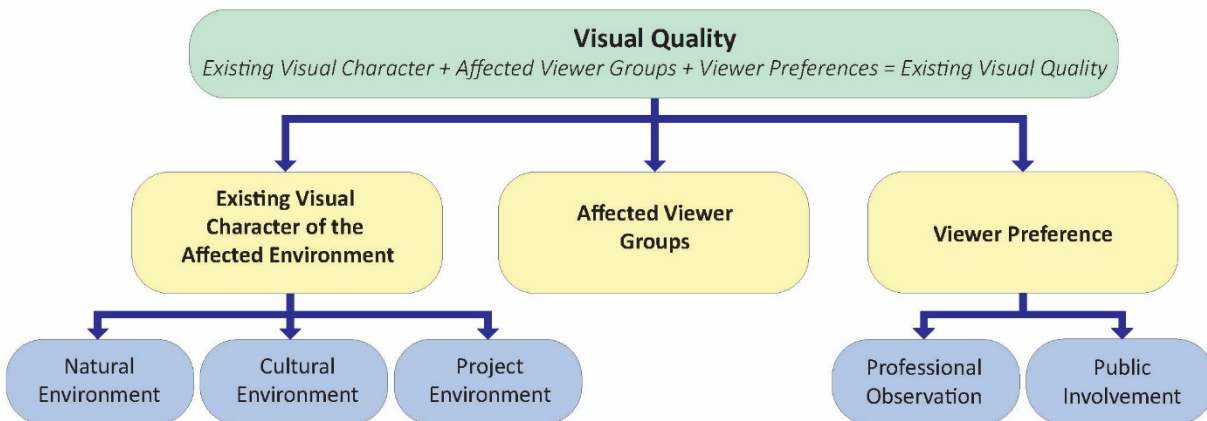 Visual Quality
Existing Visual Character + Affected Viewer Groups + Viewer Preferences = Existing Visual Quality
Existing Visual
Character of the
Affected Environment
Affected Viewer
Groups
Viewer Preference
Natural
Environment
Cultural
Environment
Project
Environment
Professional
Observation
Public
Involvement